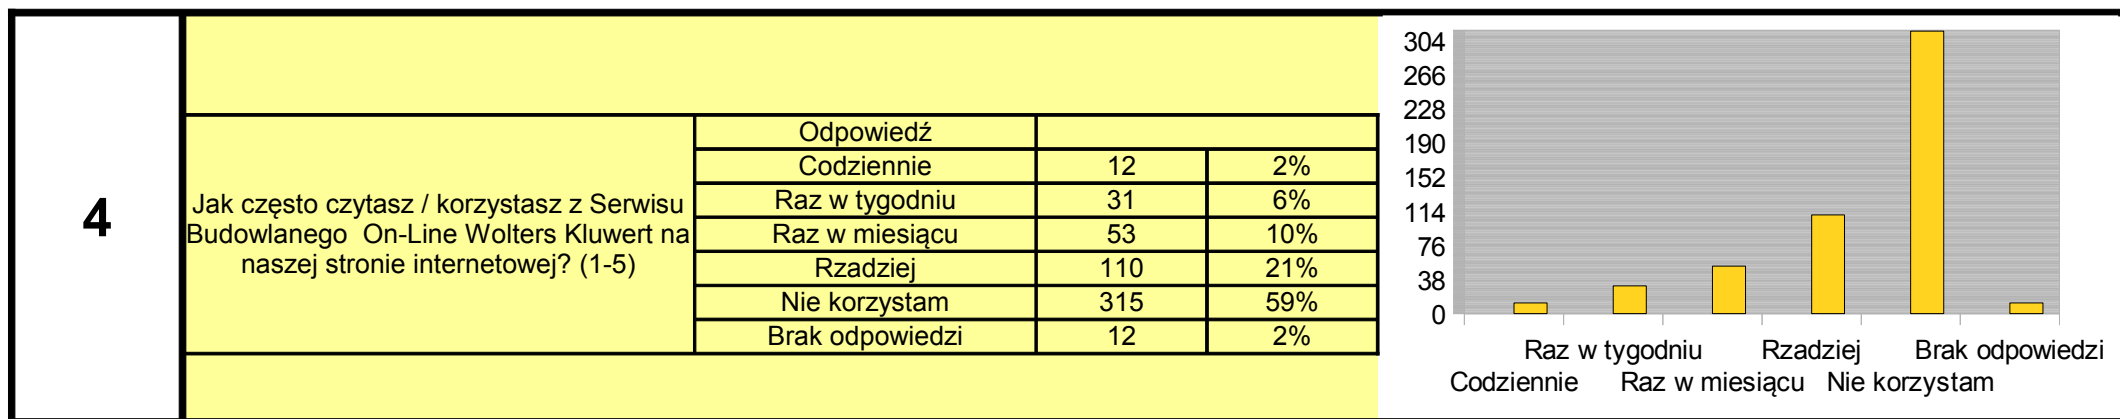 4
Jak często czytasz / korzystasz z Serwisu
Budowlanego On-Line Wolters Kluwert na
naszej stronie internetowej? (1-5)
Odpowiedź
Codziennie 12 2%
Raz w tygodniu 31 6%
Raz w miesiącu 53 10%
Rzadziej 110 21%
Nie korzystam 315 59%
Brak odpowiedzi 12 2%
304
266
228
190
152
114
76
38
0
Raz w tygodniu Rzadziej Brak odpowiedzi
Codziennie Raz w miesiącu Nie korzystam